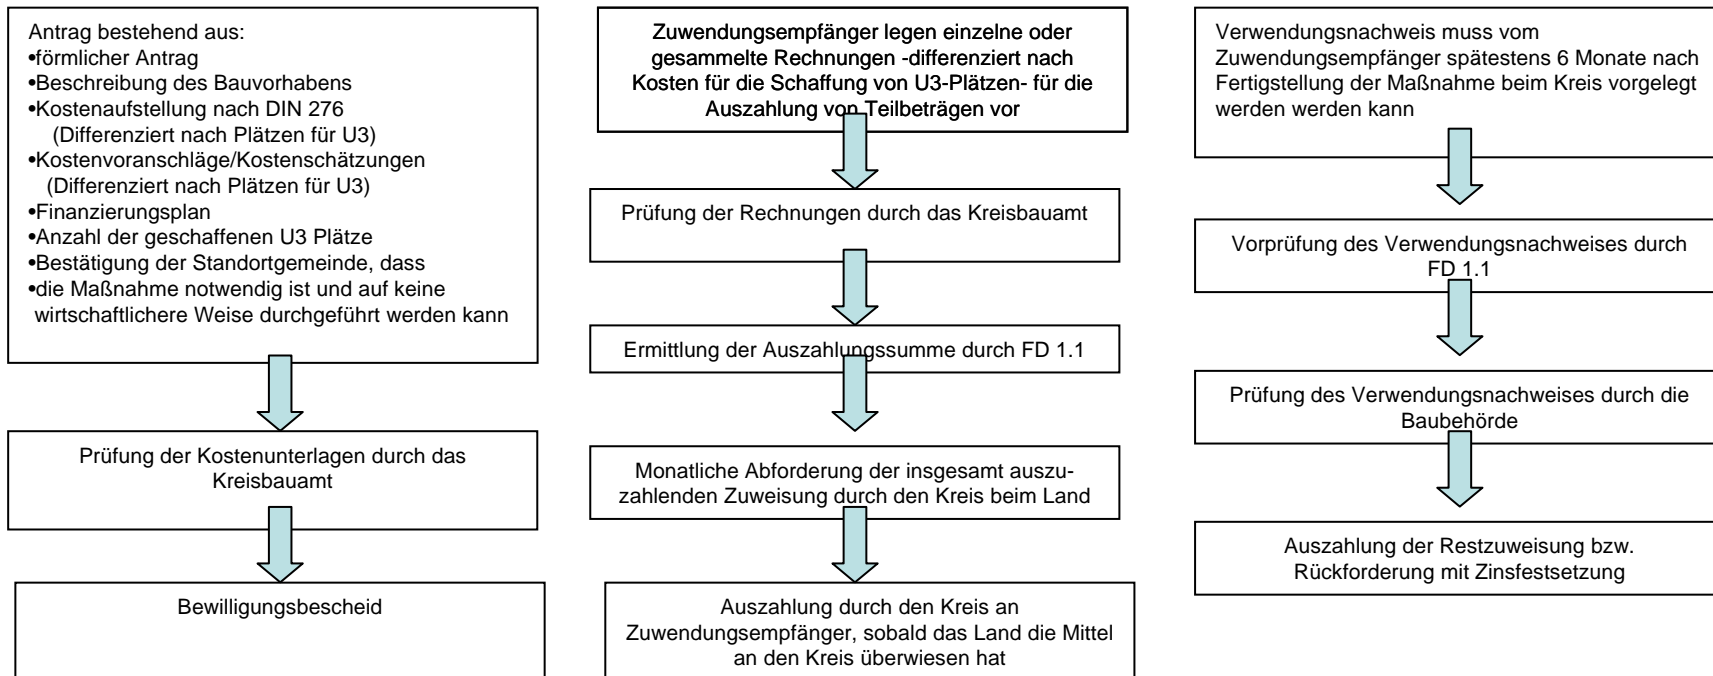 Antrag bestehend aus:
•förmlicher Antrag
•Beschreibung des Bauvorhabens
•Kostenaufstellung nach DIN 276
(Differenziert nach Plätzen für U3)
•Kostenvoranschläge/Kostenschätzungen
(Differenziert nach Plätzen für U3)
•Finanzierungsplan
•Anzahl der geschaffenen U3 Plätze
•Bestätigung der Standortgemeinde, dass
•die Maßnahme notwendig ist und auf keine
wirtschaftlichere Weise durchgeführt werden kann
Prüfung der Kostenunterlagen durch das
Kreisbauamt
Bewilligungsbescheid
Zuwendungsempfänger legen einzelne oder
gesammelte Rechnungen -differenziert nach
Kosten für die Schaffung von U3-Plätzen- für die
Auszahlung von Teilbeträgen vor
Prüfung der Rechnungen durch das Kreisbauamt
Ermittlung der Auszahlungssumme durch FD 1.1
Monatliche Abforderung der insgesamt auszu-
zahlenden Zuweisung durch den Kreis beim Land
Auszahlung durch den Kreis an
Zuwendungsempfänger, sobald das Land die Mittel
an den Kreis überwiesen hat
Verwendungsnachweis muss vom
Zuwendungsempfänger spätestens 6 Monate nach
Fertigstellung der Maßnahme beim Kreis vorgelegt
werden werden kann
Vorprüfung des Verwendungsnachweises durch
FD 1.1
Prüfung des Verwendungsnachweises durch die
Baubehörde
Auszahlung der Restzuweisung bzw.
Rückforderung mit Zinsfestsetzung